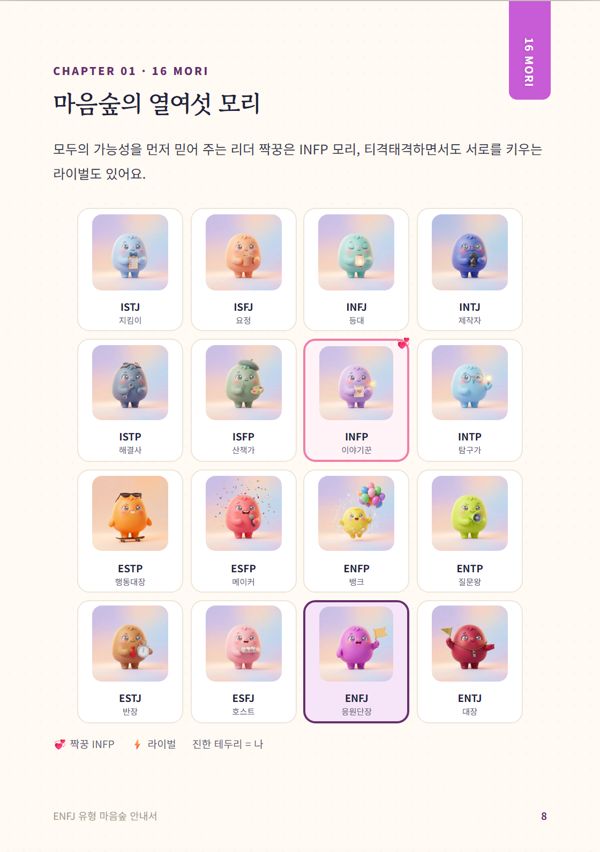 16 MORI
CHAPTER 01 · 16 MORI
마음숲의 열여섯 모리
모두의 가능성을 먼저 믿어 주는 리더 짝꿍은 INFP 모리, 티격태격하면서도 서로를 키우는
라이벌도 있어요.
ISTJ
지킴이
ISFJ
요정
INFJ
등대
INTJ
제작자
ISTP
해결사
ISFP
산책가
INFP
이야기꾼
INTP
탐구가
ESTP
행동대장
ESFP
메이커
ENFP
뱅크
ENTP
질문왕
ESTJ
반장
ESFJ
호스트
ENFJ
응원단장
ENTJ
대장
짝꿍 INFP 라이벌 진한 테두리 = 나
ENFJ 유형 마음숲 안내서
8